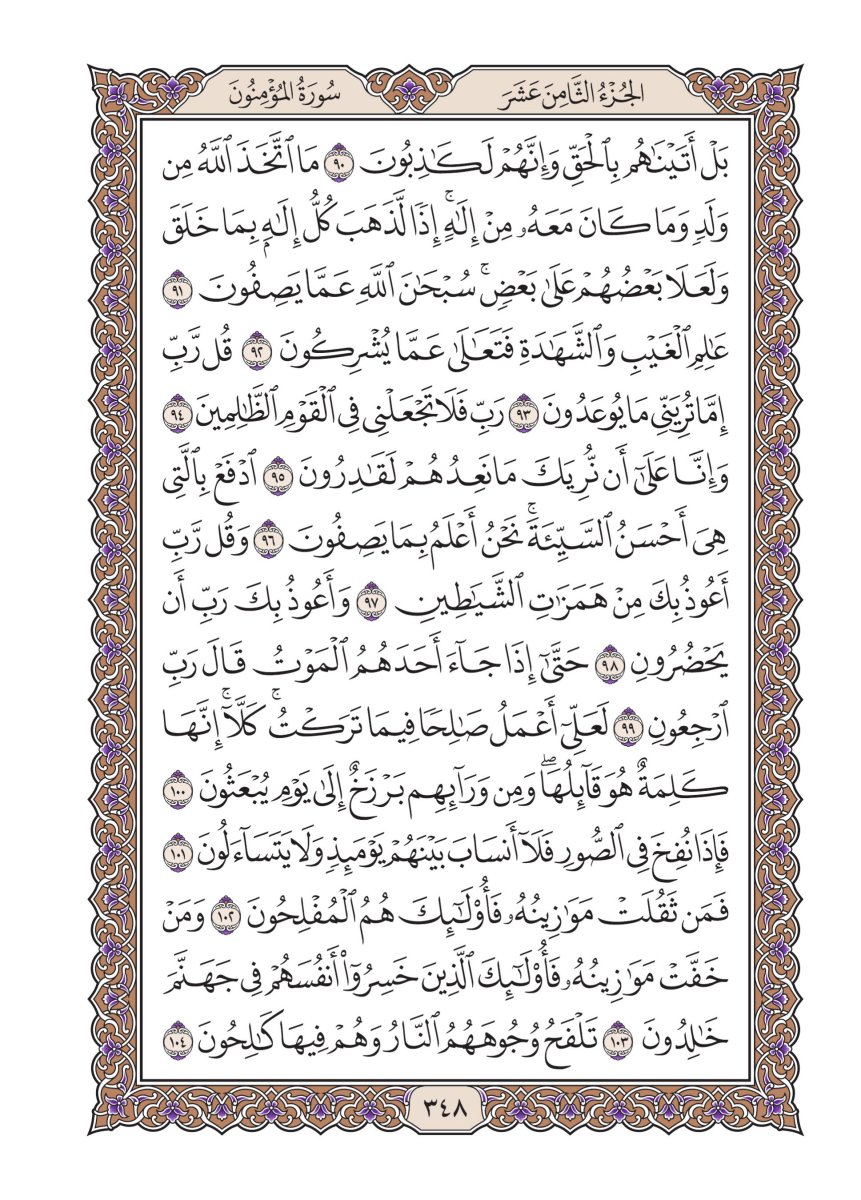 الجُزْءُ الثَّامِنَ عَشَرَ
سُورَةُ المُؤْمِنُونَ
بَلْ أَتَيْنَٰهُم بِٱلْحَقِّ وَإِنَّهُمْ لَكَٰذِبُونَ ٩٠ مَا ٱتَّخَذَ ٱللَّهُ مِن
وَلَدٍ وَمَا كَانَ مَعَهُۥ مِنْ إِلَٰهٍۚ إِذًا لَّذَهَبَ كُلُّ إِلَٰهٍۭ بِمَا خَلَقَ
وَلَعَلَا بَعْضُهُمْ عَلَىٰ بَعْضٍۚ سُبْحَٰنَ ٱللَّهِ عَمَّا يَصِفُونَ ٩١
عَٰلِمِ ٱلْغَيْبِ وَٱلشَّهَٰدَةِ فَتَعَٰلَىٰ عَمَّا يُشْرِكُونَ ٩٢ قُل رَّبِّ
إِمَّا تُرِيَنِّي مَا يُوعَدُونَ ٩٣ رَبِّ فَلَا تَجْعَلْنِي فِي ٱلْقَوْمِ ٱلظَّٰلِمِينَ ٩٤
وَإِنَّا عَلَىٰٓ أَن نُّرِيَكَ مَا نَعِدُهُمْ لَقَٰدِرُونَ ٩٥ ٱدْفَعْ بِٱلَّتِي
هِيَ أَحْسَنُ ٱلسَّيِّئَةَۚ نَحْنُ أَعْلَمُ بِمَا يَصِفُونَ ٩٦ وَقُل رَّبِّ
أَعُوذُ بِكَ مِنْ هَمَزَٰتِ ٱلشَّيَٰطِينِ ٩٧ وَأَعُوذُ بِكَ رَبِّ أَن
يَحْضُرُونِ ٩٨ حَتَّىٰٓ إِذَا جَآءَ أَحَدَهُمُ ٱلْمَوْتُ قَالَ رَبِّ
ٱرْجِعُونِ ٩٩ لَعَلِّيٓ أَعْمَلُ صَٰلِحًا فِيمَا تَرَكْتُۚ كَلَّآۚ إِنَّهَا
كَلِمَةٌ هُوَ قَآئِلُهَاۖ وَمِن وَرَآئِهِم بَرْزَخٌ إِلَىٰ يَوْمِ يُبْعَثُونَ ١٠٠
فَإِذَا نُفِخَ فِي ٱلصُّورِ فَلَآ أَنسَابَ بَيْنَهُمْ يَوْمَئِذٍ وَلَا يَتَسَآءَلُونَ ١٠١
فَمَن ثَقُلَتْ مَوَٰزِينُهُۥ فَأُو۟لَٰٓئِكَ هُمُ ٱلْمُفْلِحُونَ ١٠٢ وَمَنْ
خَفَّتْ مَوَٰزِينُهُۥ فَأُو۟لَٰٓئِكَ ٱلَّذِينَ خَسِرُوٓا۟ أَنفُسَهُمْ فِي جَهَنَّمَ
خَٰلِدُونَ ١٠٣ تَلْفَحُ وُجُوهَهُمُ ٱلنَّارُ وَهُمْ فِيهَا كَٰلِحُونَ ١٠٤
٣٤٨